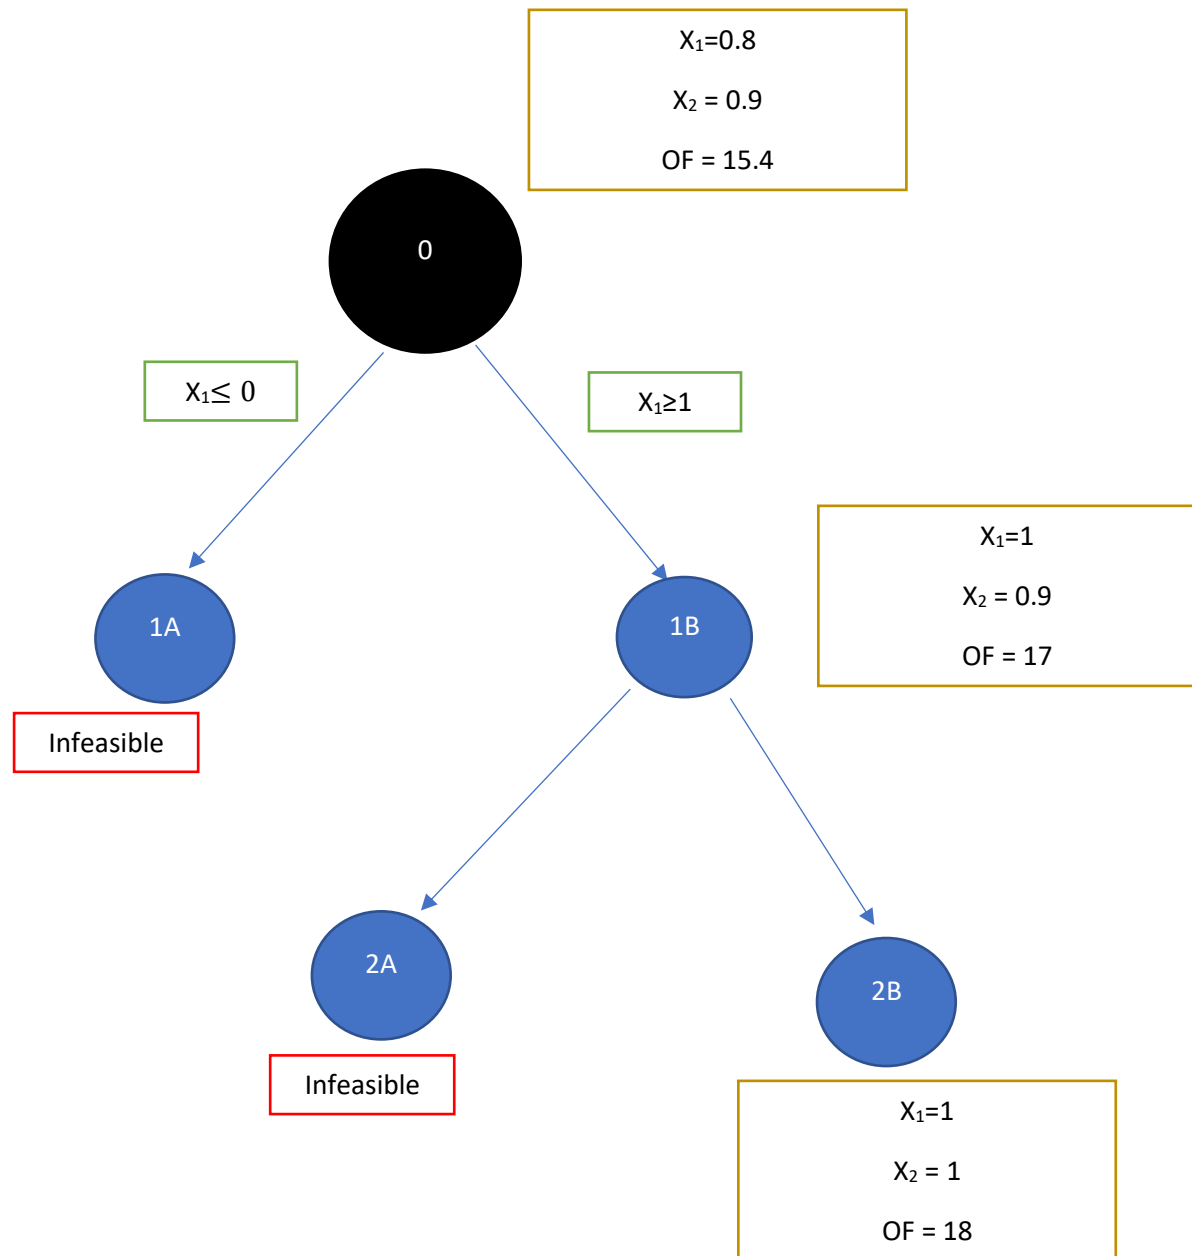 X₁=0.8
X₂ = 0.9
OF = 15.4
0
X₁≤ 0
X₁≥1
X₁=1
X₂ = 0.9
OF = 17
1A
1B
Infeasible
2A
2B
Infeasible
X₁=1
X₂ = 1
OF = 18